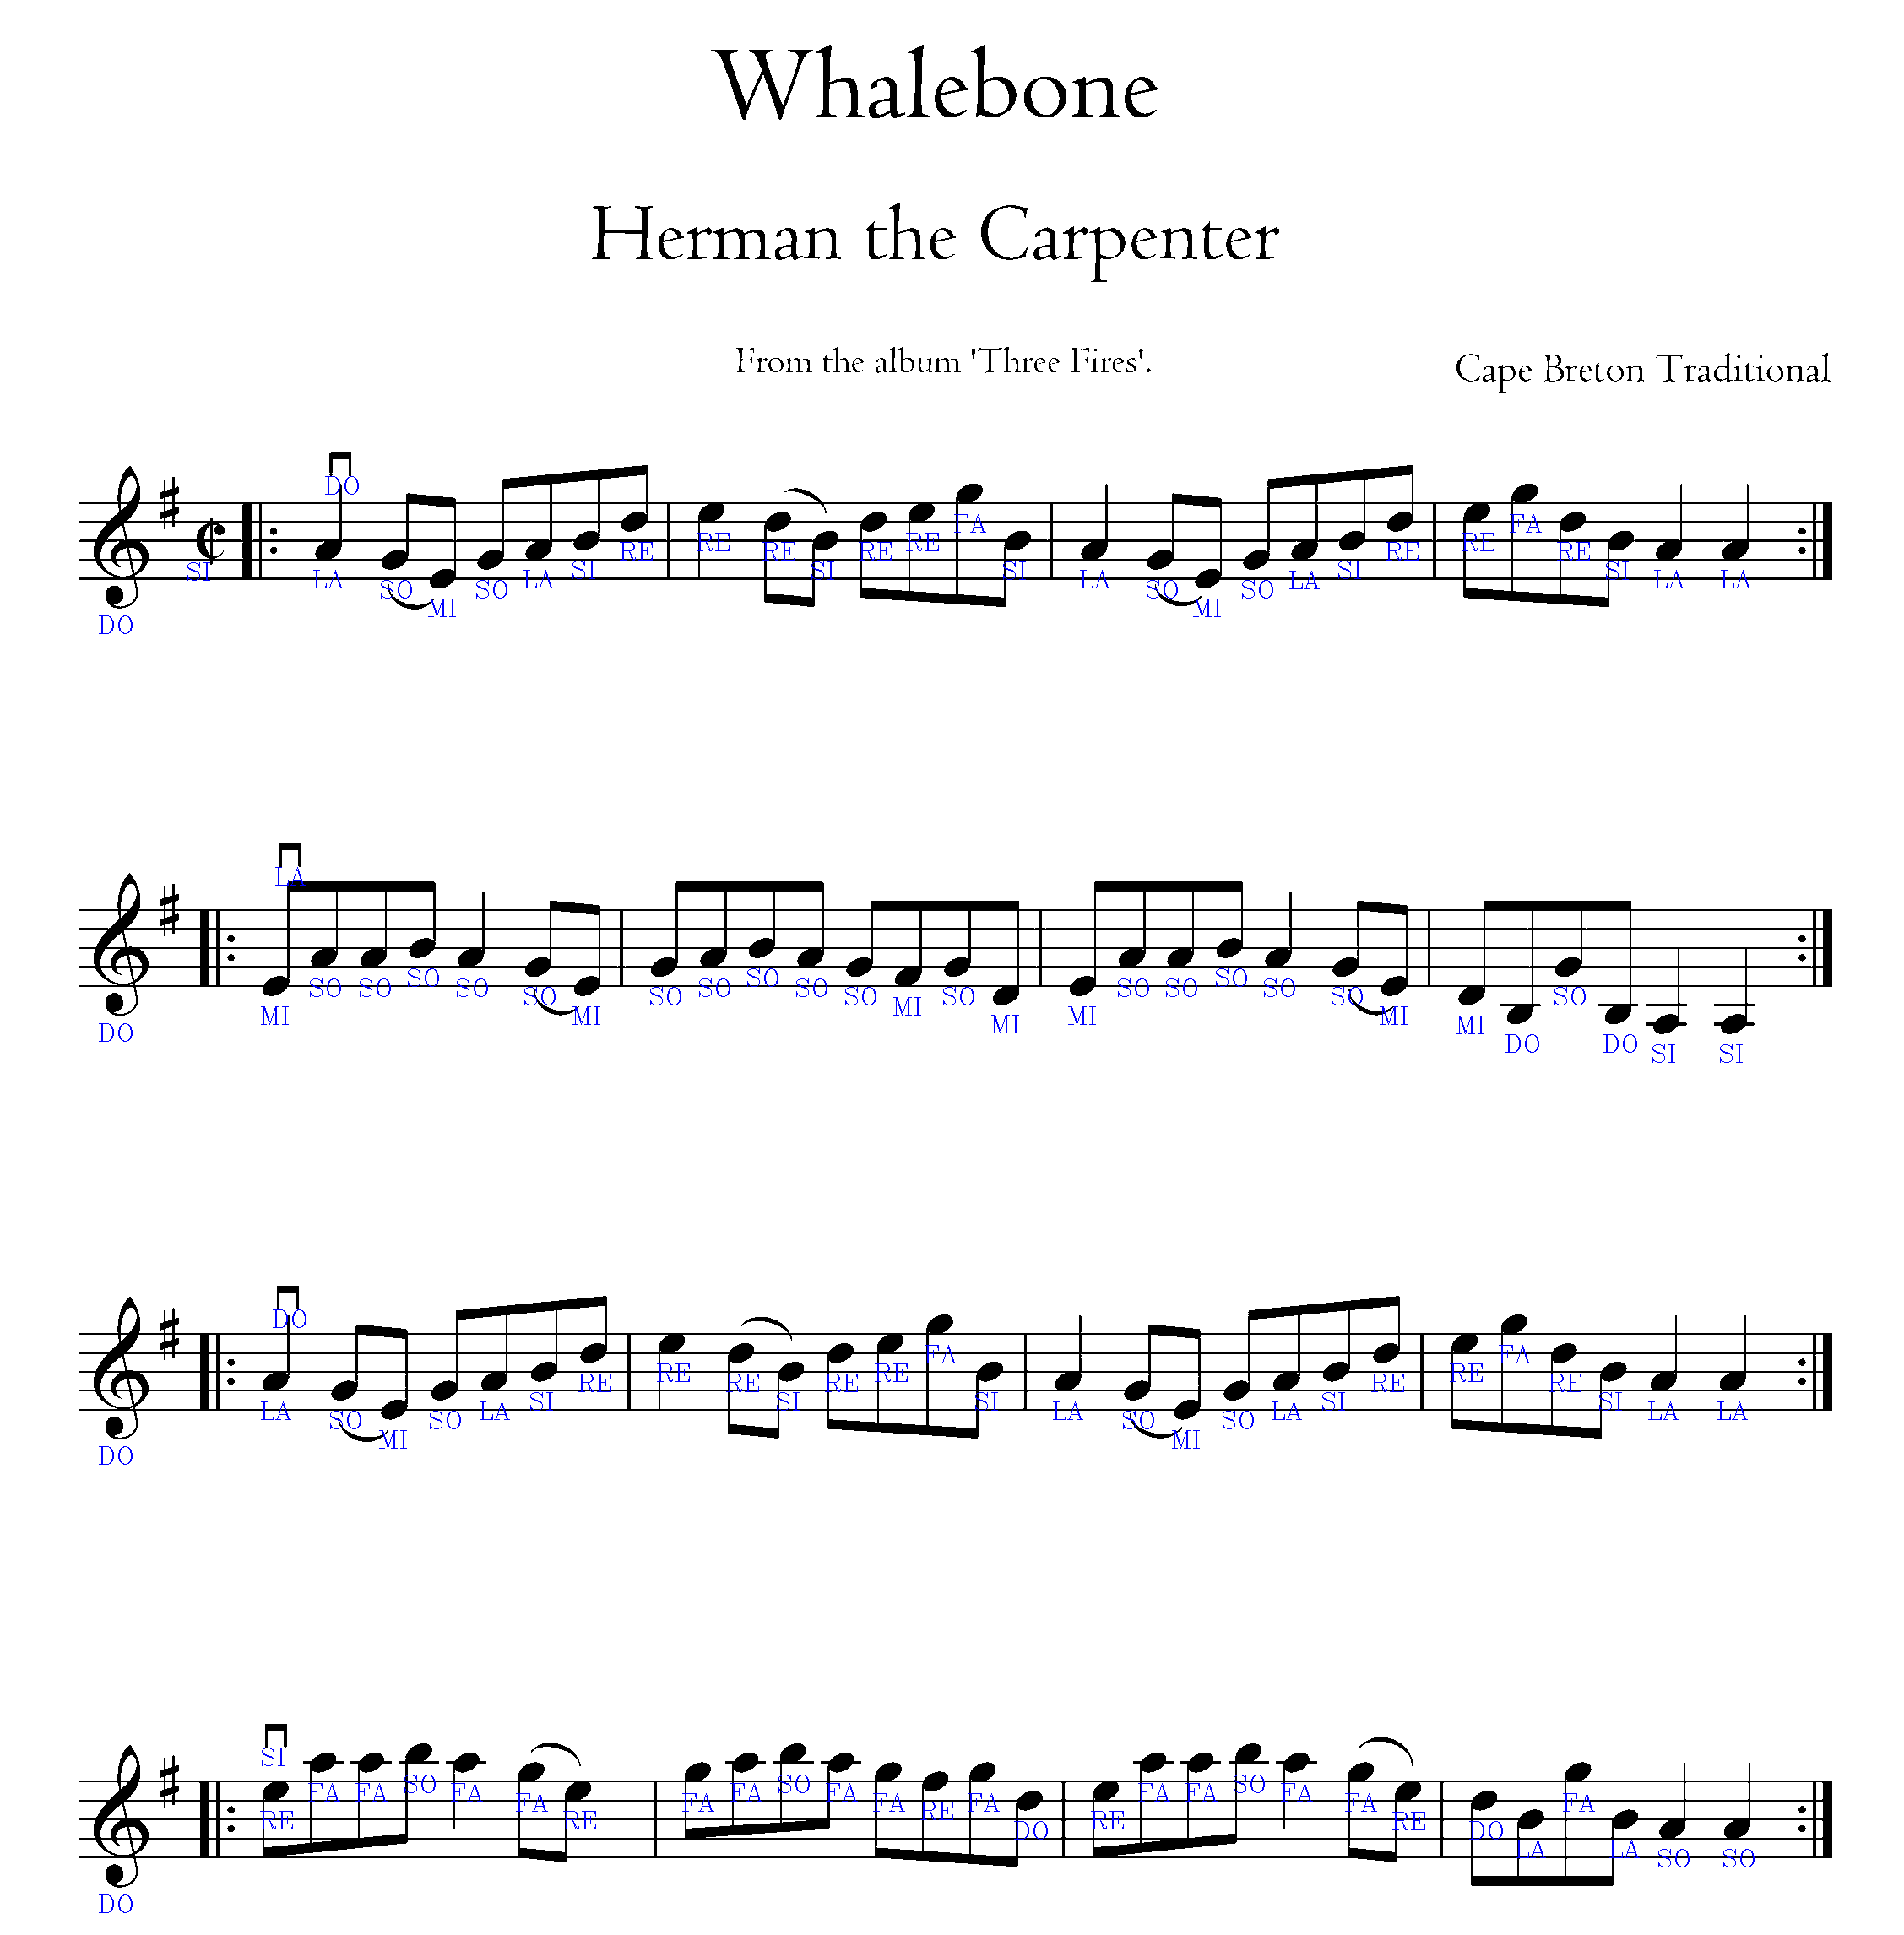 Whalebone
Herman the Carpenter
From the album 'Three Fires'.
Cape Breton Traditional
DO
SI LA SO MI SO LA SI RE RE RE SI RE RE FA SI LA SO MI SO LA SI RE RE FA RE SI LA LA
DO
LA
MI SO SO SO SO SO MI SO SO SO SO SO MI SO MI MI SO SO SO SO SO MI MI DO SO DO SI SI
DO
DO
LA SO MI SO LA SI RE RE RE SI RE RE FA SI LA SO MI SO LA SI RE RE FA RE SI LA LA
DO
SI
RE FA FA SO FA FA RE FA FA SO FA FA RE FA DO RE FA FA SO FA FA RE DO LA FA LA SO SO
DO